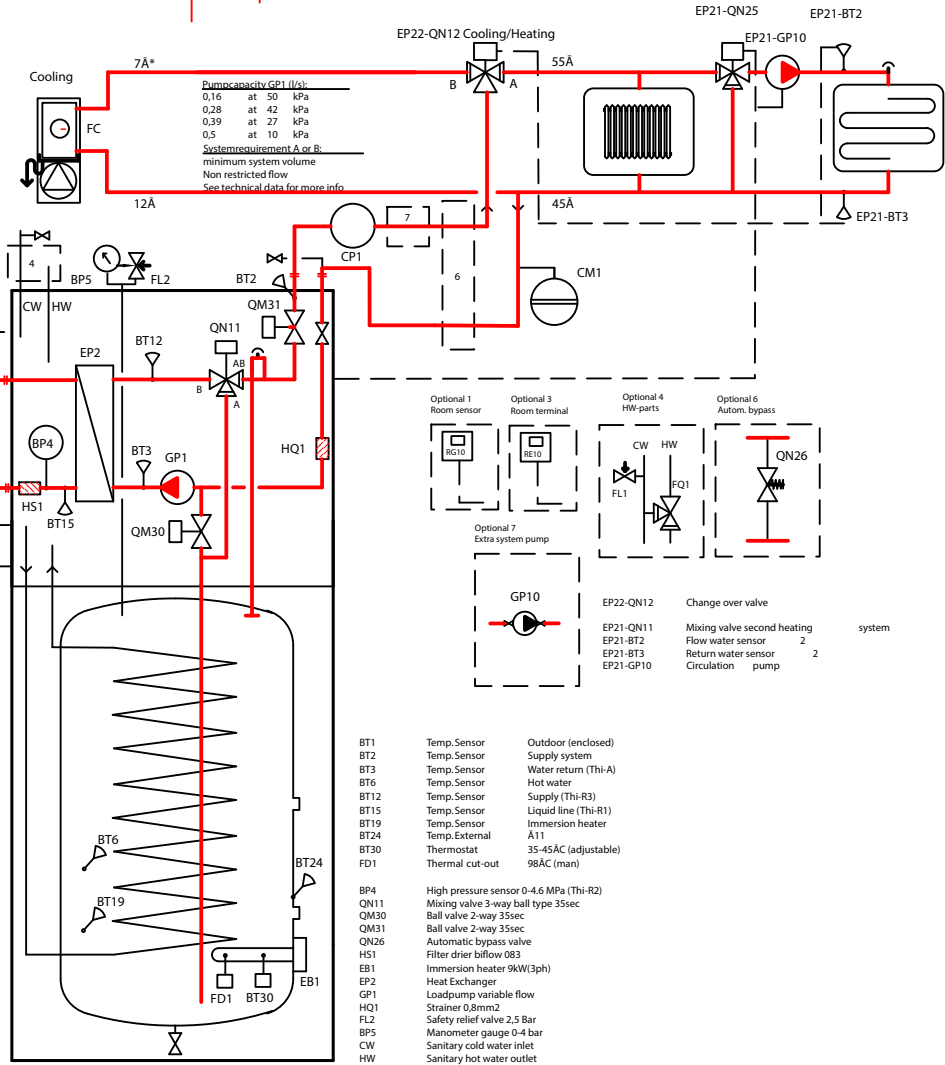 EP21-QN25
EP21-BT2
EP22-QN12 Cooling/Heating
EP21-GP10
7Å*
55Å
Cooling
B
A
FC
Pumpcapacity GP1 (l/s):
0,16 at 50 kPa
0,28 at 42 kPa
0,39 at 27 kPa
0,5 at 10 kPa
Systemrequirement A or B:
minimum system volume
Non restricted flow
See technical data for more info
12Å
45Å
EP21-BT3
7
CP1
4
6
BP5
FL2
BT2
CM1
CW
HW
QM31
QN11
BT12
EP2
AB
B
A
BP4
BT3
GP1
HQ1
HS1
BT15
QM30
Optional 1
Room sensor
RG10
Optional 3
Room terminal
RE10
Optional 4
HW-parts
CW
HW
FL1
FQ1
Optional 6
Autom. bypass
QN26
Optional 7
Extra system pump
GP10
EP22-QN12 Change over valve
EP21-QN11 Mixing valve second heating system
EP21-BT2 Flow water sensor 2
EP21-BT3 Return water sensor 2
EP21-GP10 Circulation pump
BT1 Temp.Sensor Outdoor (enclosed)
BT2 Temp.Sensor Supply system
BT3 Temp.Sensor Water return (Thi-A)
BT6 Temp.Sensor Hot water
BT12 Temp.Sensor Supply (Thi-R3)
BT15 Temp.Sensor Liquid line (Thi-R1)
BT19 Temp.Sensor Immersion heater
BT24 Temp.External Å11
BT30 Thermostat 35-45ÅC (adjustable)
FD1 Thermal cut-out 98ÅC (man)
BP4 High pressure sensor 0-4.6 MPa (Thi-R2)
QN11 Mixing valve 3-way ball type 35sec
QM30 Ball valve 2-way 35sec
QM31 Ball valve 2-way 35sec
QN26 Automatic bypass valve
HS1 Filter drier biflow 083
EB1 Immersion heater 9kW(3ph)
EP2 Heat Exchanger
GP1 Loadpump variable flow
HQ1 Strainer 0,8mm2
FL2 Safety relief valve 2,5 Bar
BP5 Manometer gauge 0-4 bar
CW Sanitary cold water inlet
HW Sanitary hot water outlet
BT6
BT24
BT19
FD1
BT30
EB1